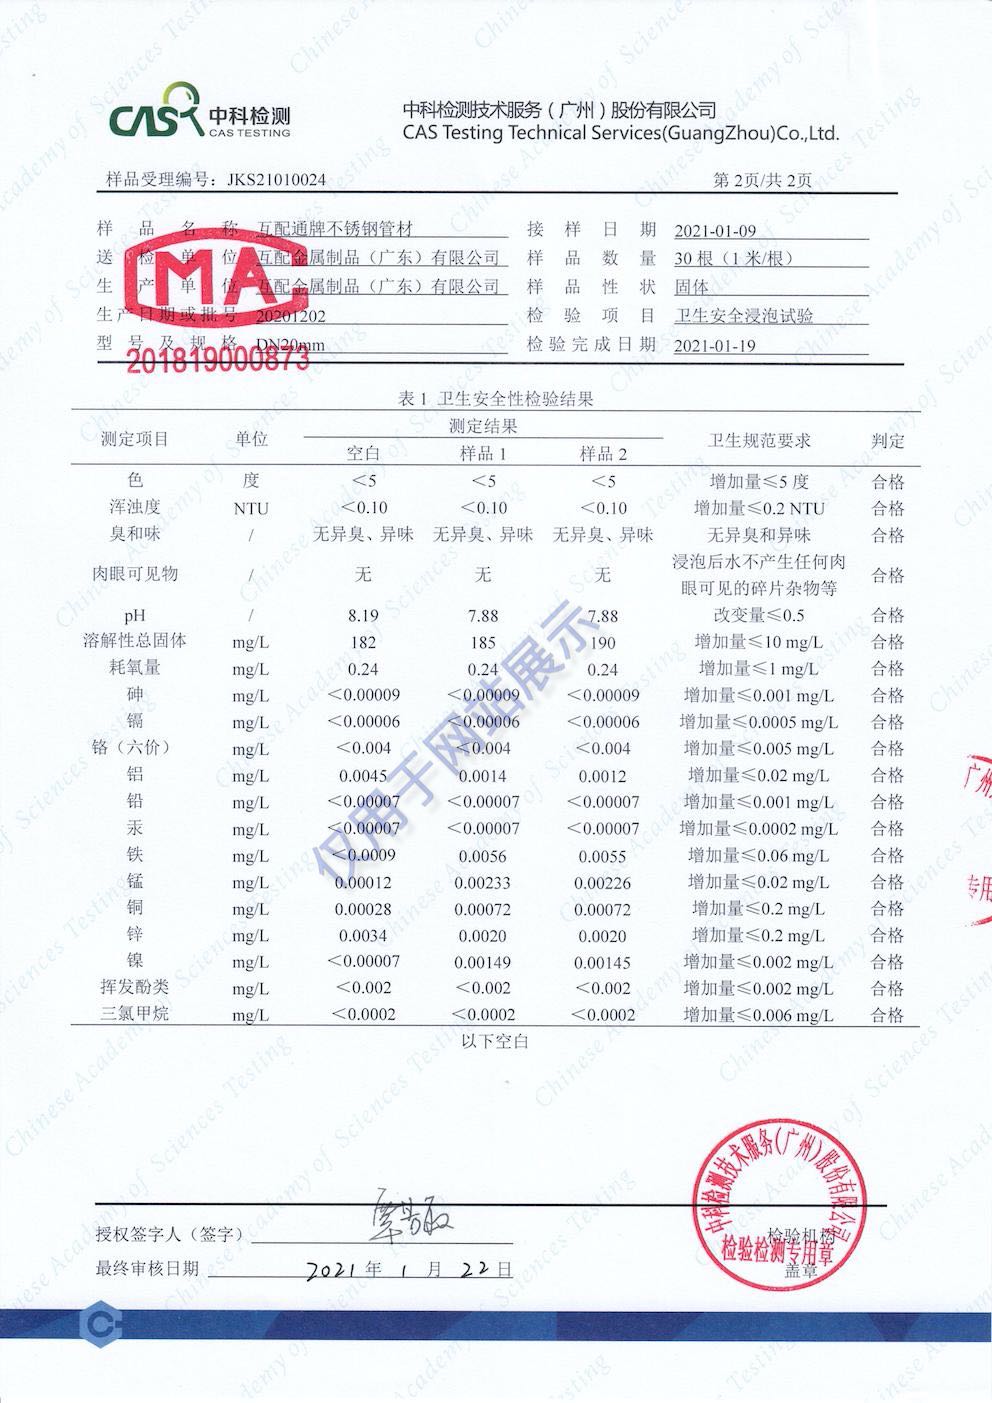 CAS 中科检测
CAS TESTING
中科检测技术服务（广州）股份有限公司
CAS Testing Technical Services(GuangZhou)Co.,Ltd.
样品受理编号：JKS21010024 第 2页/共 2页
样品名称 互配通牌不锈钢管材 接样日期 2021-01-09
送检单位 互配金属制品（广东）有限公司 样品数量 30 根（1 米/根）
生产单位 互配金属制品（广东）有限公司 样品性状 固体
生产日期或批号 20201202 检验项目 卫生安全浸泡试验
型号及规格 DN20mm 检验完成日期 2021-01-19
MA
201819000873
表 1 卫生安全性检验结果
测定项目 单位 测定结果 卫生规范要求 判定
空白 样品 1 样品 2
色 度 ＜5 ＜5 ＜5 增加量≤5 度 合格
浑浊度 NTU ＜0.10 ＜0.10 ＜0.10 增加量≤0.2 NTU 合格
臭和味 / 无异臭、异味 无异臭、异味 无异臭、异味 无异臭和异味 合格
肉眼可见物 / 无 无 无 浸泡后水不产生任何肉 合格
眼可见的碎片杂物等
pH / 8.19 7.88 7.88 改变量≤0.5 合格
溶解性总固体 mg/L 182 185 190 增加量≤10 mg/L 合格
耗氧量 mg/L 0.24 0.24 0.24 增加量≤1 mg/L 合格
砷 mg/L ＜0.00009 ＜0.00009 ＜0.00009 增加量≤0.001 mg/L 合格
镉 mg/L ＜0.00006 ＜0.00006 ＜0.00006 增加量≤0.0005 mg/L 合格
铬（六价） mg/L ＜0.004 ＜0.004 ＜0.004 增加量≤0.005 mg/L 合格
铝 mg/L 0.0045 0.0014 0.0012 增加量≤0.02 mg/L 合格
铅 mg/L ＜0.00007 ＜0.00007 ＜0.00007 增加量≤0.001 mg/L 合格
汞 mg/L ＜0.00007 ＜0.00007 ＜0.00007 增加量≤0.0002 mg/L 合格
铁 mg/L ＜0.0009 0.0056 0.0055 增加量≤0.06 mg/L 合格
锰 mg/L 0.00012 0.00233 0.00226 增加量≤0.02 mg/L 合格
铜 mg/L 0.00028 0.00072 0.00072 增加量≤0.2 mg/L 合格
锌 mg/L 0.0034 0.0020 0.0020 增加量≤0.2 mg/L 合格
镍 mg/L ＜0.00007 0.00149 0.00145 增加量≤0.002 mg/L 合格
挥发酚类 mg/L ＜0.002 ＜0.002 ＜0.002 增加量≤0.002 mg/L 合格
三氯甲烷 mg/L ＜0.0002 ＜0.0002 ＜0.0002 增加量≤0.006 mg/L 合格
以下空白
仅用于网站展示
广州
专用
中科检测技术服务(广州)股份有限公司
检验检测专用章
授权签字人（签字） 检验机构
最终审核日期 2021 年 1 月 22 日 盖章
Chinese Academy of Sciences Testing